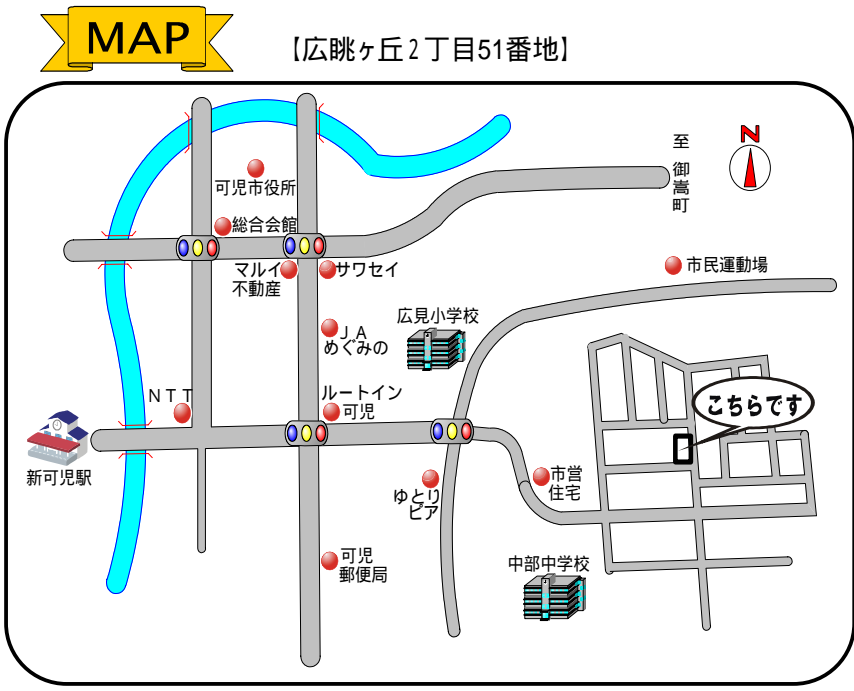 MAP
【広眺ヶ丘2丁目51番地】
至
御嵩町
N
可児市役所
総合会館
マルイ
不動産
サワセイ
市民運動場
広見小学校
JA
めぐみの
NTT
ルートイン
可児
こちらです
新可児駅
ゆとり
ピア
市営
住宅
可児
郵便局
中部中学校